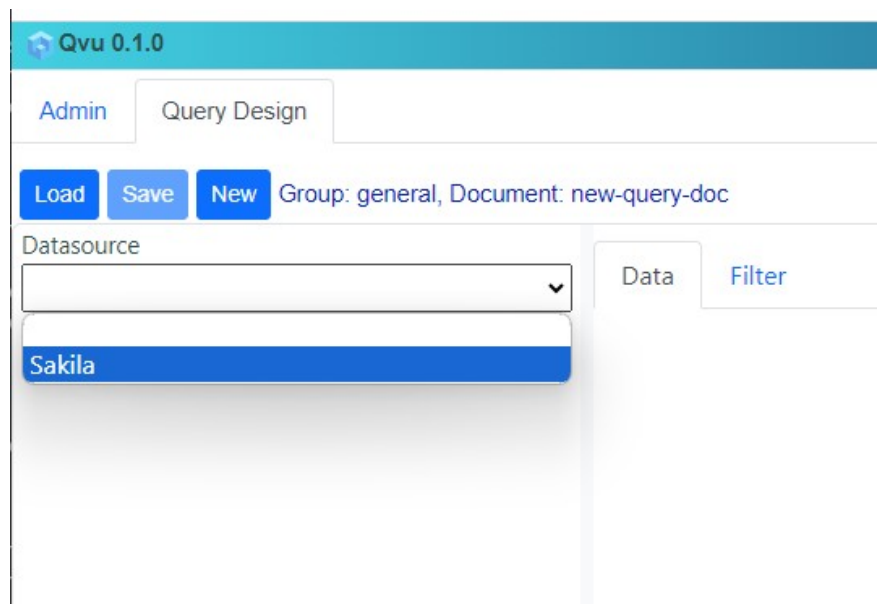 Qvu 0.1.0
Admin Query Design
Load Save New Group: general, Document: new-query-doc
Datasource
Data Filter
Sakila